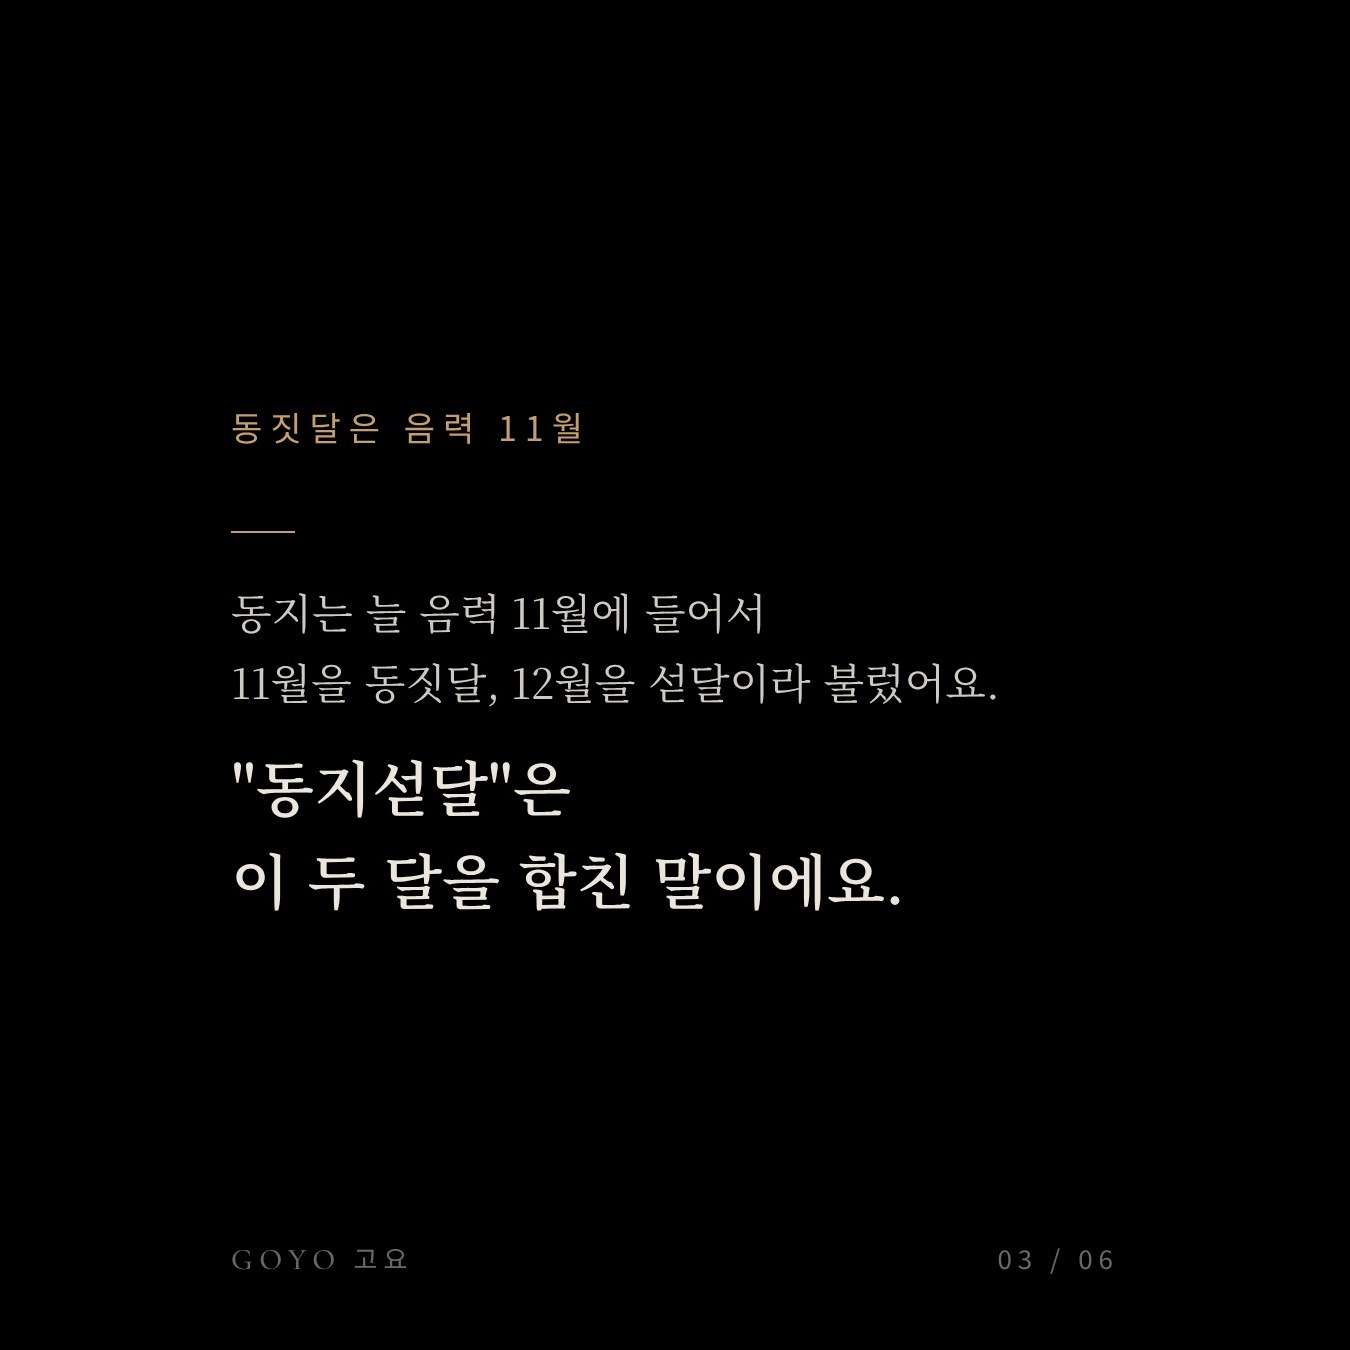 동짓달은 음력 11월
동지는 늘 음력 11월에 들어서
11월을 동짓달, 12월을 섣달이라 불렀어요.
"동지섣달"은
이 두 달을 합친 말이에요.
GOYO 고요
03 / 06